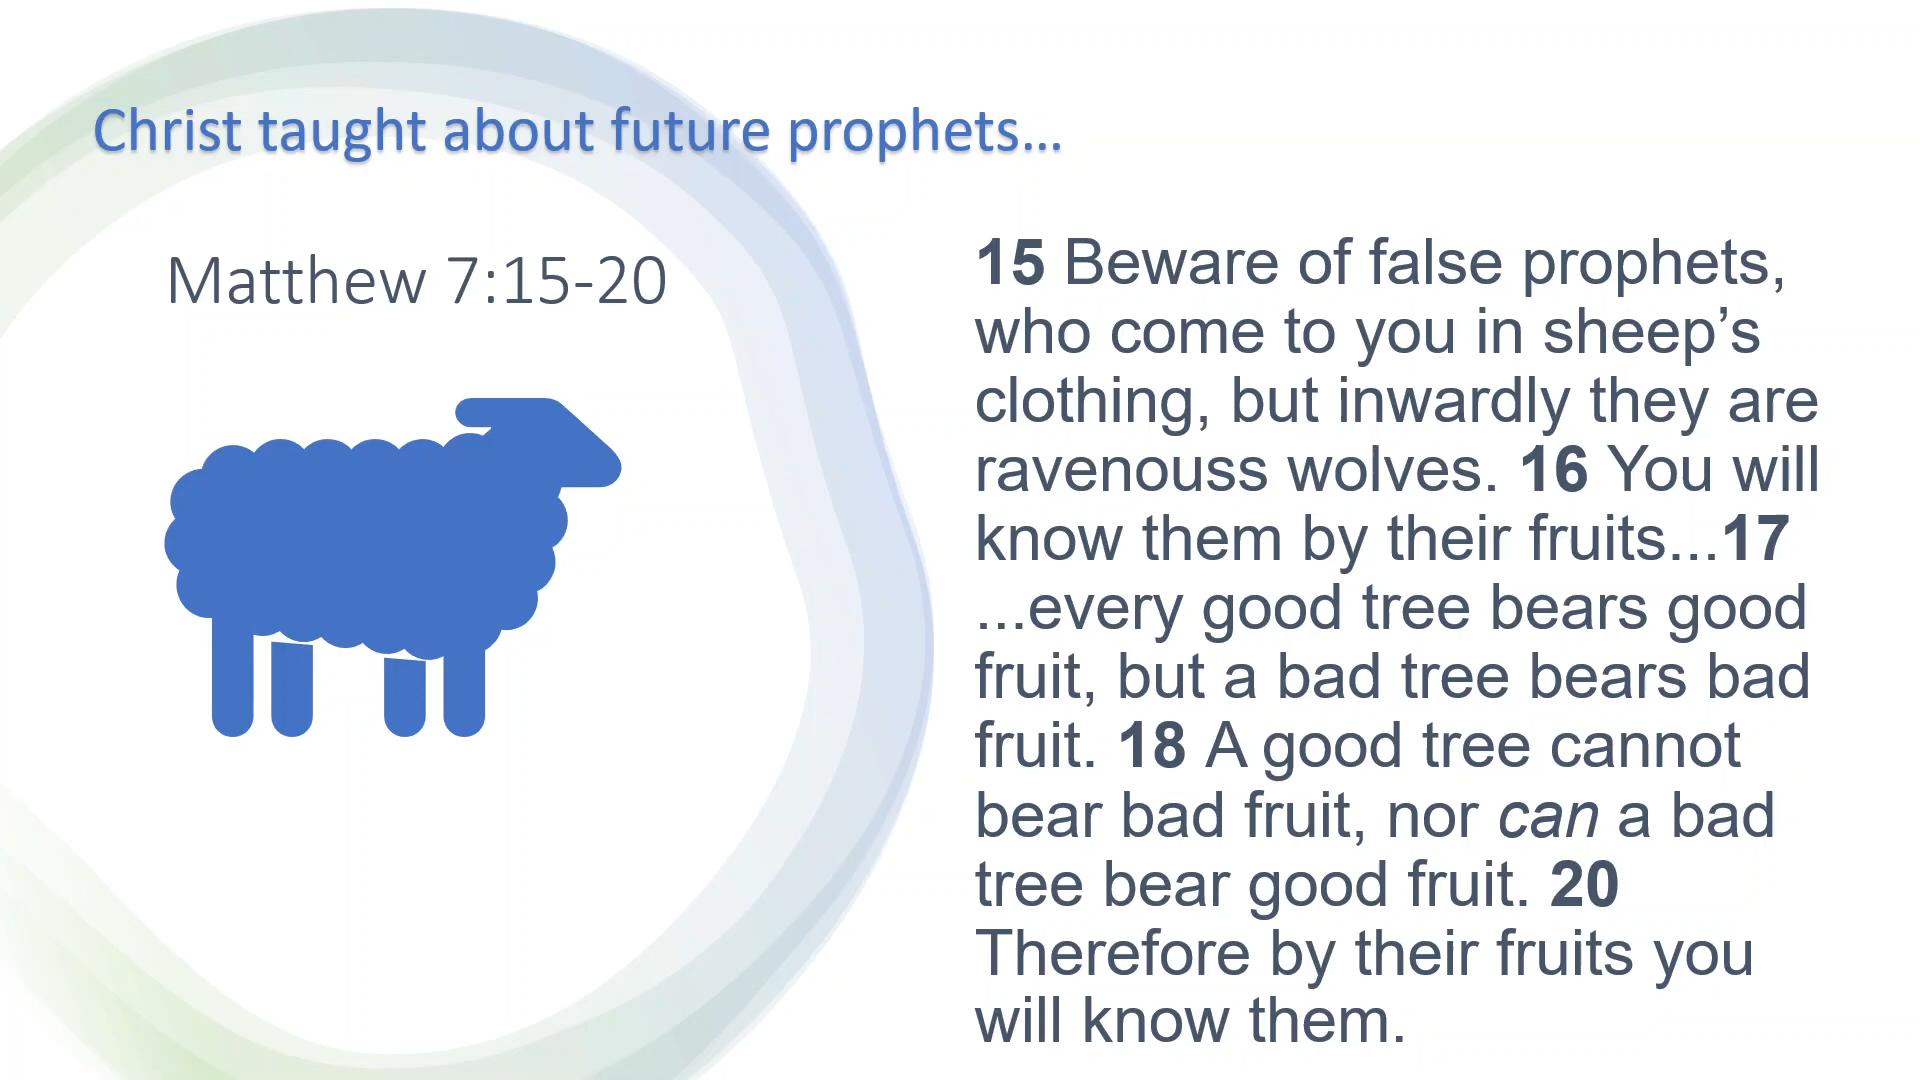 Christ taught about future prophets...
Matthew 7:15-20
15 Beware of false prophets,
who come to you in sheep’s
clothing, but inwardly they are
ravenouss wolves. 16 You will
know them by their fruits...17
...every good tree bears good
fruit, but a bad tree bears bad
fruit. 18 A good tree cannot
bear bad fruit, nor can a bad
tree bear good fruit. 20
Therefore by their fruits you
will know them.